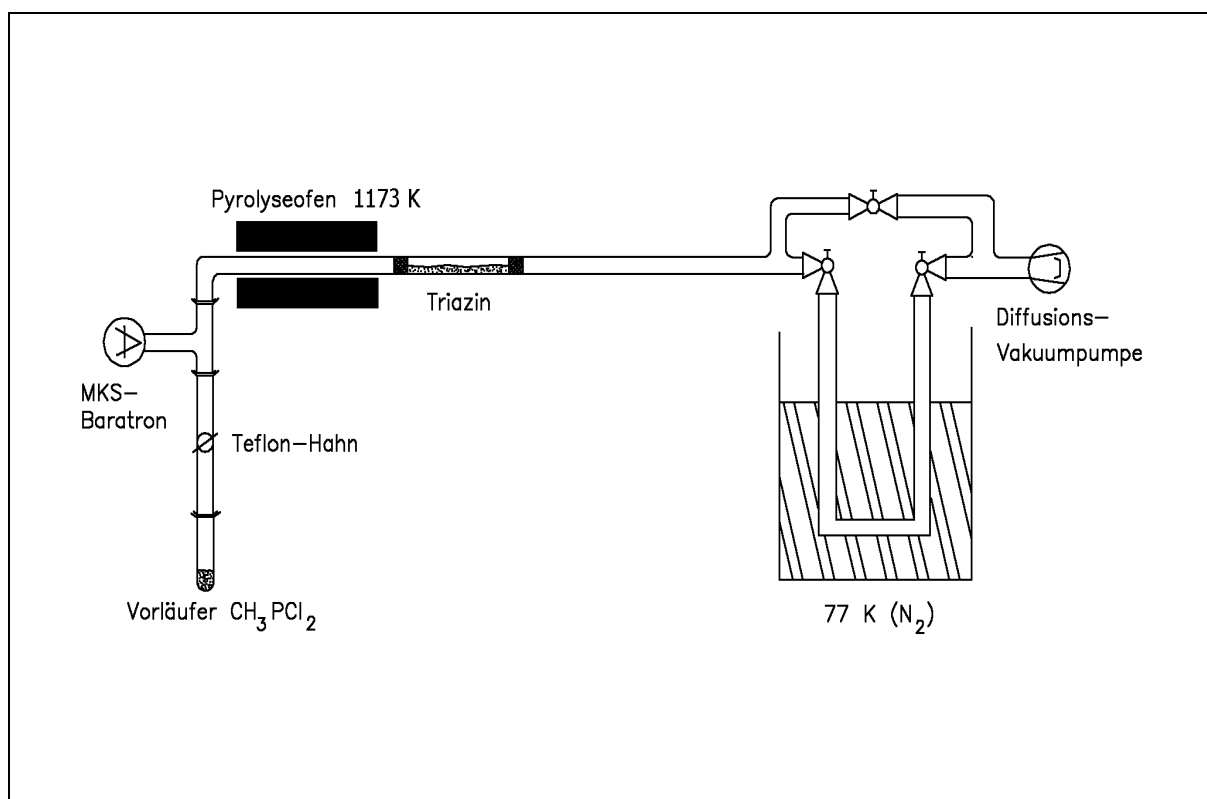 Pyrolyseofen 1173 K
Triazin
MKS–
Baratron
Teflon–Hahn
Vorläufer CH₃PCl₂
Diffusions–
Vakuumpumpe
77 K (N₂)